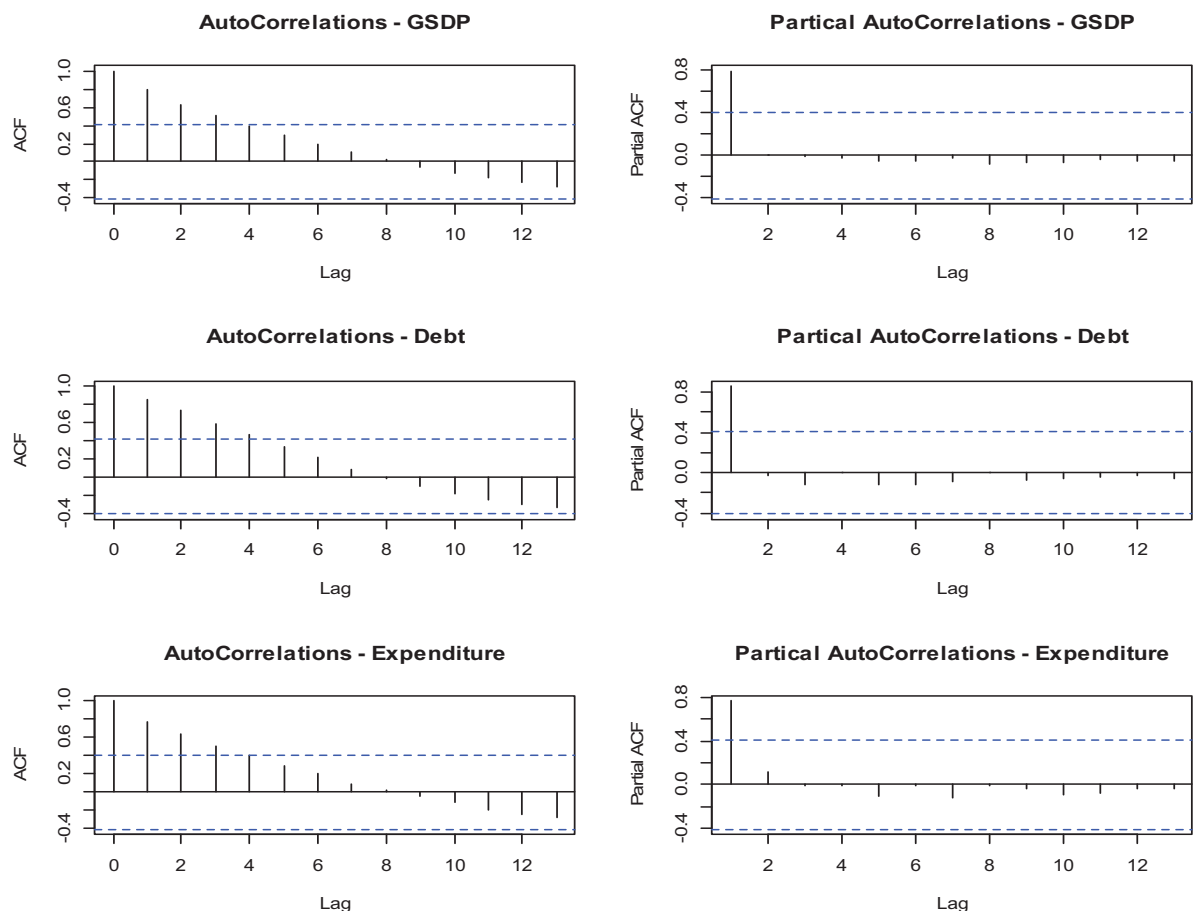 AutoCorrelations - GSDP
ACF
1.0
0.6
0.2
-0.4
0 2 4 6 8 10 12
Lag
Partical AutoCorrelations - GSDP
Partial ACF
0.8
0.4
0.0
-0.4
2 4 6 8 10 12
Lag
AutoCorrelations - Debt
ACF
1.0
0.6
0.2
-0.4
0 2 4 6 8 10 12
Lag
Partical AutoCorrelations - Debt
Partial ACF
0.8
0.4
0.0
-0.4
2 4 6 8 10 12
Lag
AutoCorrelations - Expenditure
ACF
1.0
0.6
0.2
-0.4
0 2 4 6 8 10 12
Lag
Partical AutoCorrelations - Expenditure
Partial ACF
0.8
0.4
0.0
-0.4
2 4 6 8 10 12
Lag